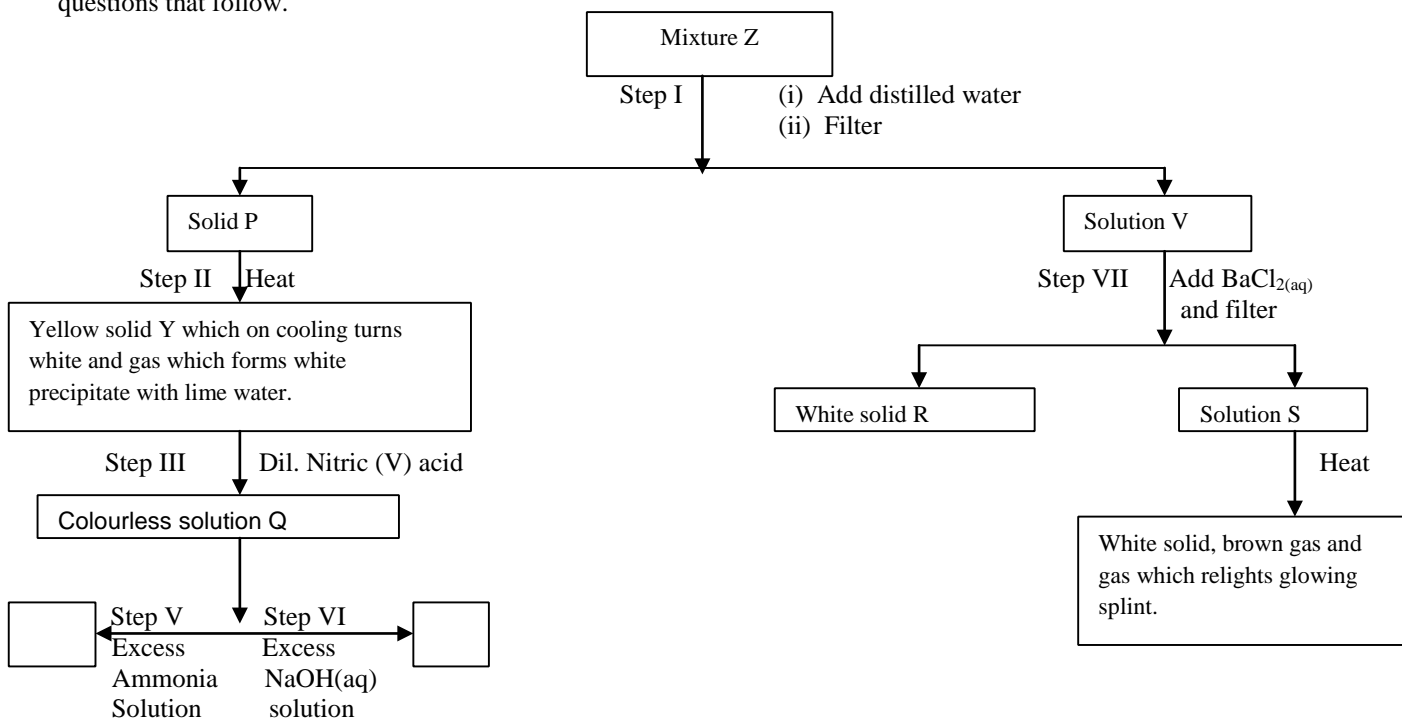 questions that follow.
Mixture Z
Step I
(i) Add distilled water
(ii) Filter
Solid P
Solution V
Step II Heat
Step VII Add BaCl2(aq)
and filter
Yellow solid Y which on cooling turns
white and gas which forms white
precipitate with lime water.
White solid R
Solution S
Step III Dil. Nitric (V) acid
Heat
Colourless solution Q
White solid, brown gas and
gas which relights glowing
splint.
Step V Step VI
Excess Excess
Ammonia NaOH(aq)
Solution solution